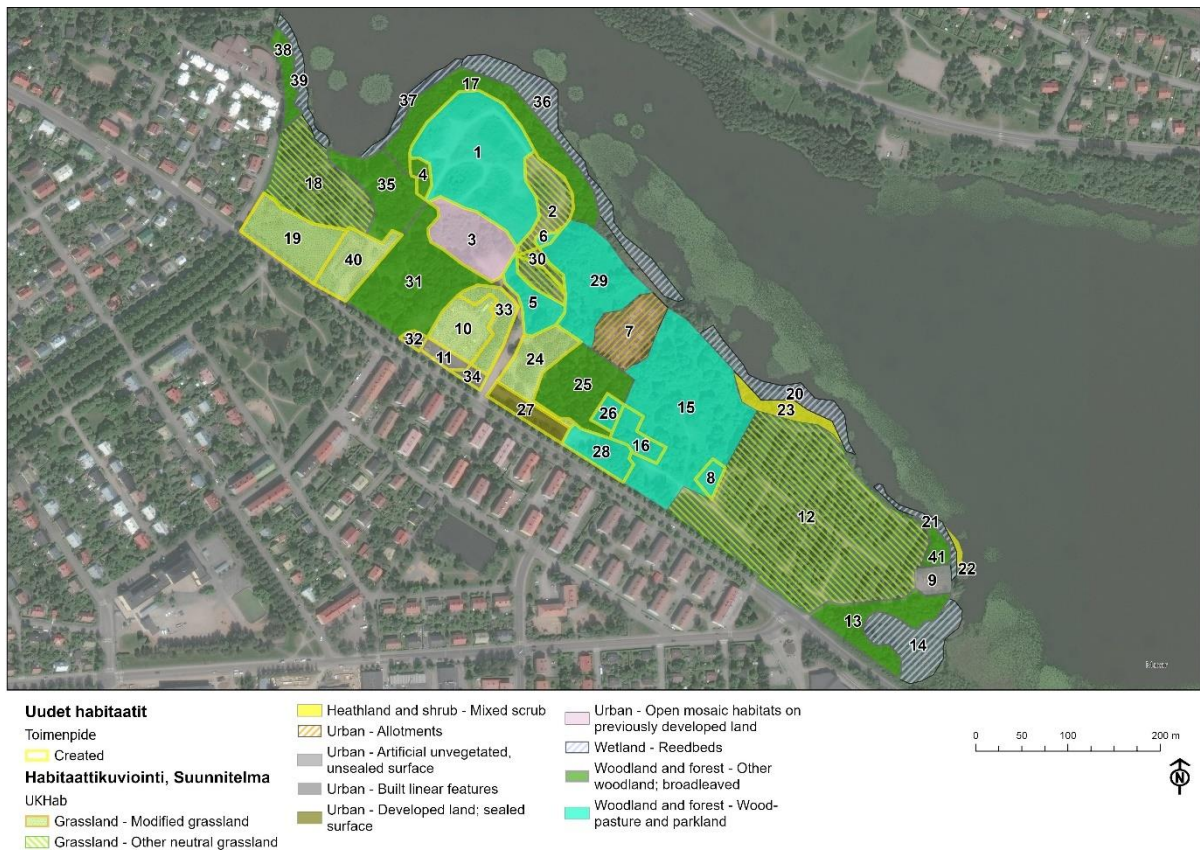 38
39
37
17
36
1
4
35
18
2
3
6
30
19
40
29
31
5
33
7
10
32
11
24
34
25
27
26
15
20
23
16
28
8
12
21
41
9
22
13
14
Uudet habitaatit
Toimenpide
Created
Habitaattikuviointi, Suunnitelma
UKHab
Grassland - Modified grassland
Grassland - Other neutral grassland
Heathland and shrub - Mixed scrub
Urban - Allotments
Urban - Artificial unvegetated,
unsealed surface
Urban - Built linear features
Urban - Developed land; sealed
surface
Urban - Open mosaic habitats on
previously developed land
Wetland - Reedbeds
Woodland and forest - Other
woodland; broadleaved
Woodland and forest - Wood-
pasture and parkland
0 50 100 200 m
N